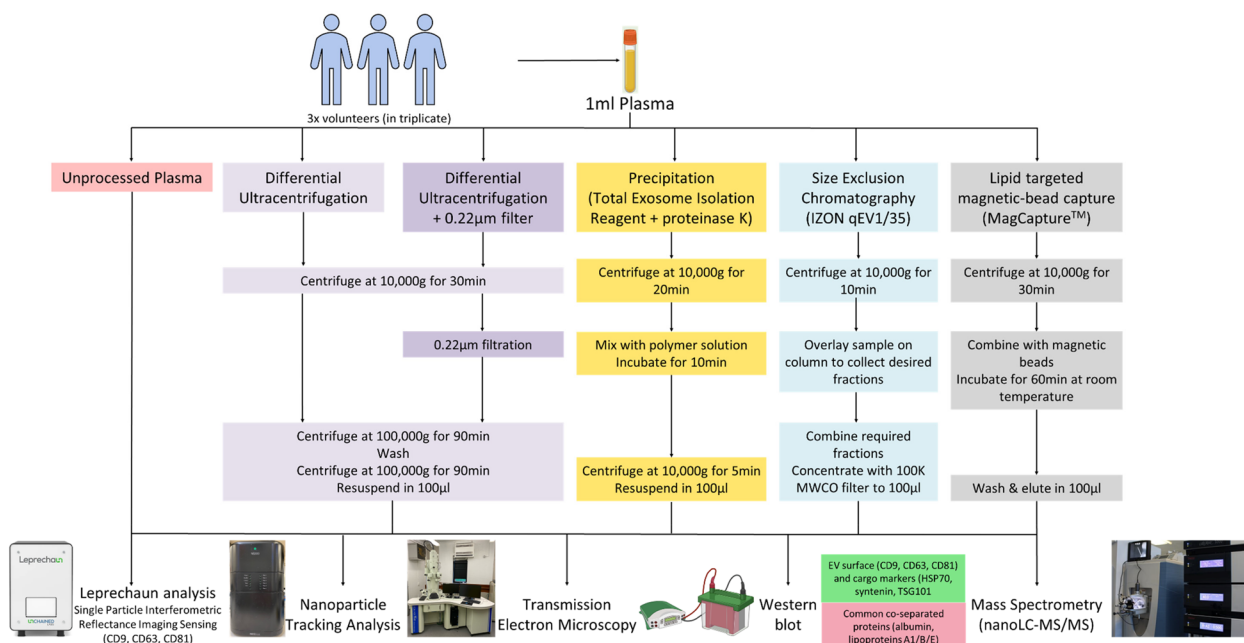 3x volunteers (in triplicate)
1ml Plasma
Unprocessed Plasma
Differential
Ultracentrifugation
Differential
Ultracentrifugation
+ 0.22µm filter
Precipitation
(Total Exosome Isolation
Reagent + proteinase K)
Size Exclusion
Chromatography
(IZON qEV1/35)
Lipid targeted
magnetic-bead capture
(MagCapture™)
Centrifuge at 10,000g for 30min
Centrifuge at 10,000g for
20min
Centrifuge at 10,000g for
10min
Centrifuge at 10,000g for
30min
0.22µm filtration
Mix with polymer solution
Incubate for 10min
Overlay sample on
column to collect desired
fractions
Combine with magnetic
beads
Incubate for 60min at room
temperature
Centrifuge at 100,000g for 90min
Wash
Centrifuge at 100,000g for 90min
Resuspend in 100µl
Centrifuge at 10,000g for 5min
Resuspend in 100µl
Combine required
fractions
Concentrate with 100K
MWCO filter to 100µl
Wash & elute in 100µl
Leprechaun
UNCHAINED
Leprechaun analysis
Single Particle Interferometric
Reflectance Imaging Sensing
(CD9, CD63, CD81)
Nanoparticle
Tracking Analysis
Transmission
Electron Microscopy
Western
blot
EV surface (CD9, CD63, CD81)
and cargo markers (HSP70,
syntenin, TSG101
Common co-separated
proteins (albumin,
lipoproteins A1/B/E)
Mass Spectrometry
(nanoLC-MS/MS)